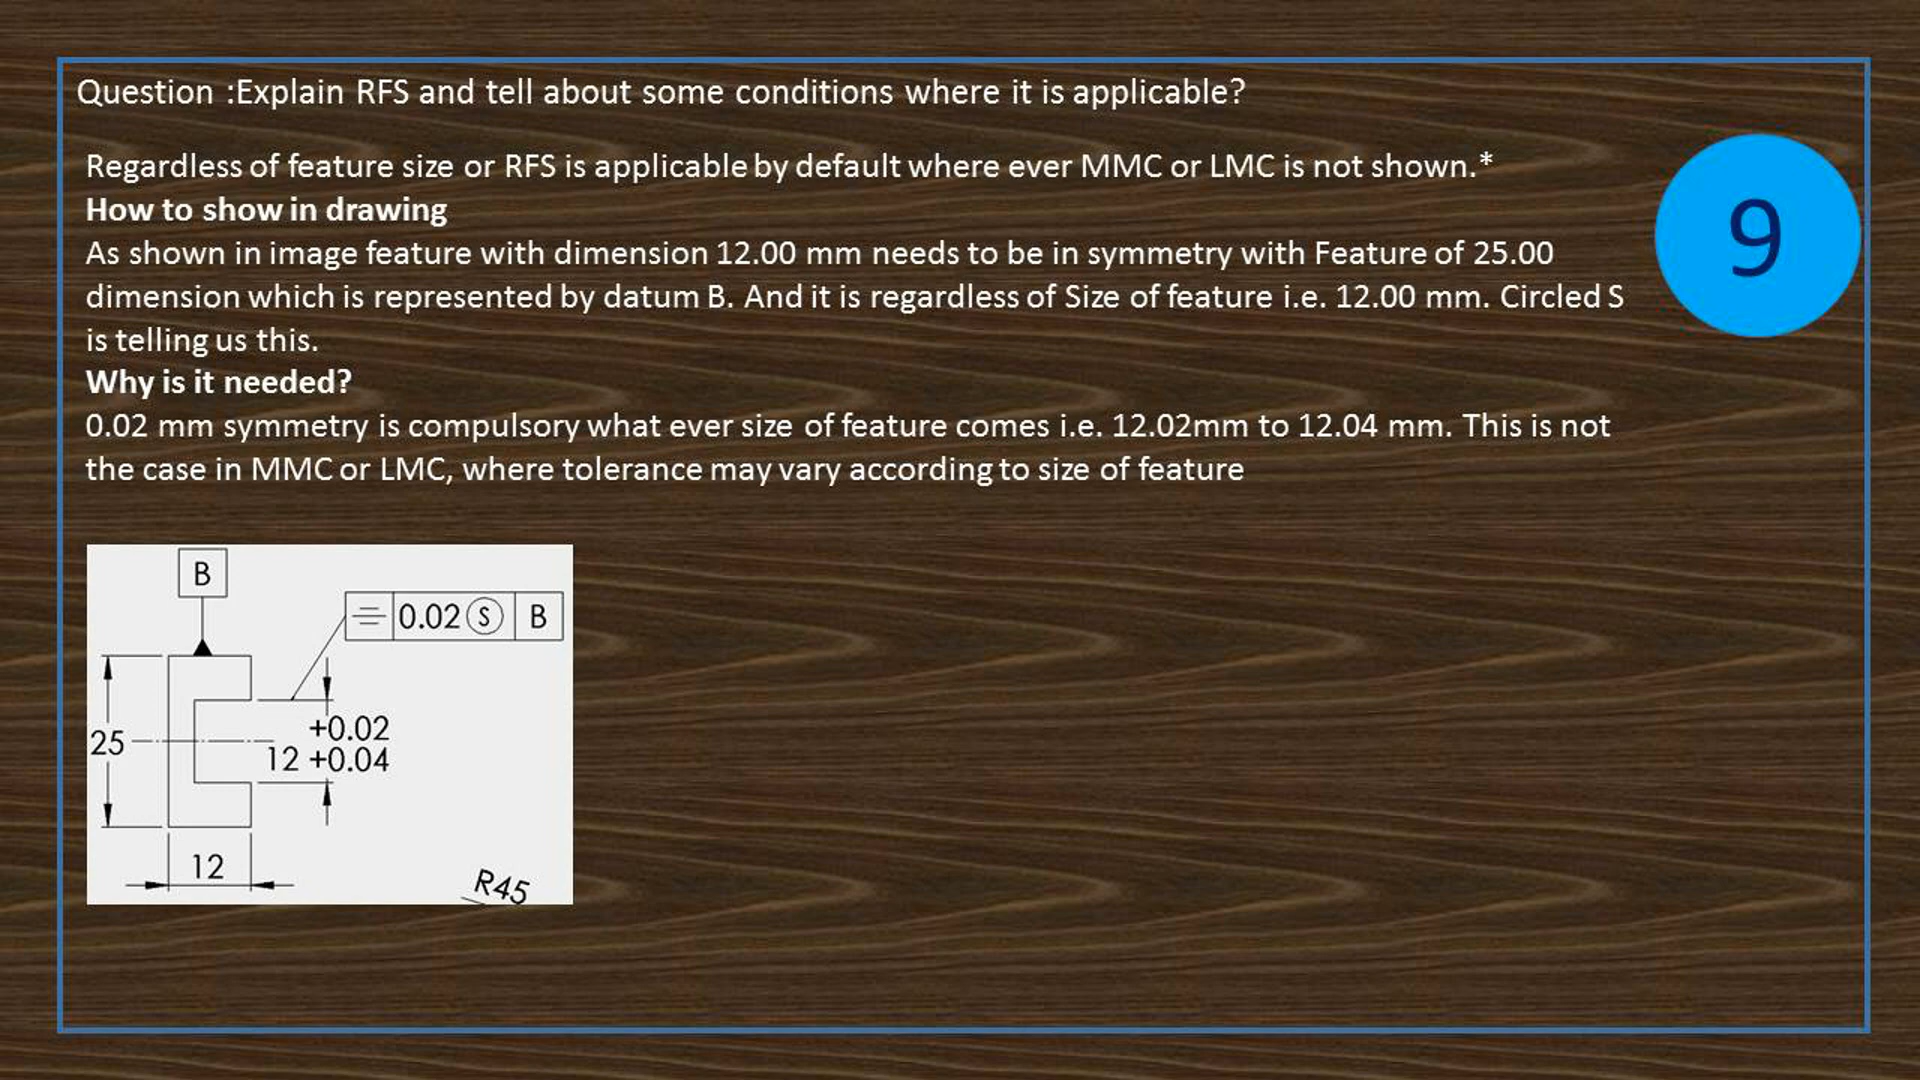 Question :Explain RFS and tell about some conditions where it is applicable?
Regardless of feature size or RFS is applicable by default where ever MMC or LMC is not shown.*
How to show in drawing
As shown in image feature with dimension 12.00 mm needs to be in symmetry with Feature of 25.00
dimension which is represented by datum B. And it is regardless of Size of feature i.e. 12.00 mm. Circled S
is telling us this.
Why is it needed?
0.02 mm symmetry is compulsory what ever size of feature comes i.e. 12.02mm to 12.04 mm. This is not
the case in MMC or LMC, where tolerance may vary according to size of feature
9
B
0.02 Ⓢ B
25
+0.02
12 +0.04
12
R45